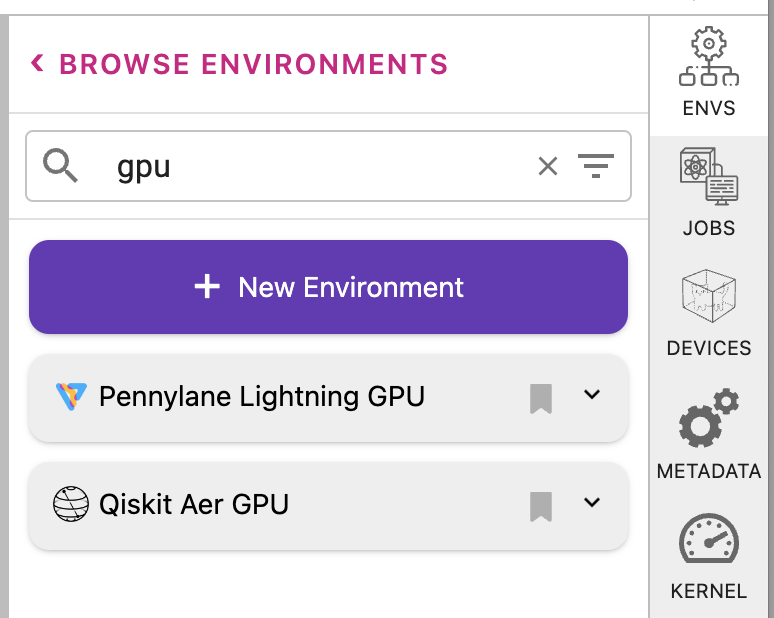 BROWSE ENVIRONMENTS
gpu
New Environment
Pennylane Lightning GPU
Qiskit Aer GPU
ENVS
JOBS
DEVICES
METADATA
KERNEL